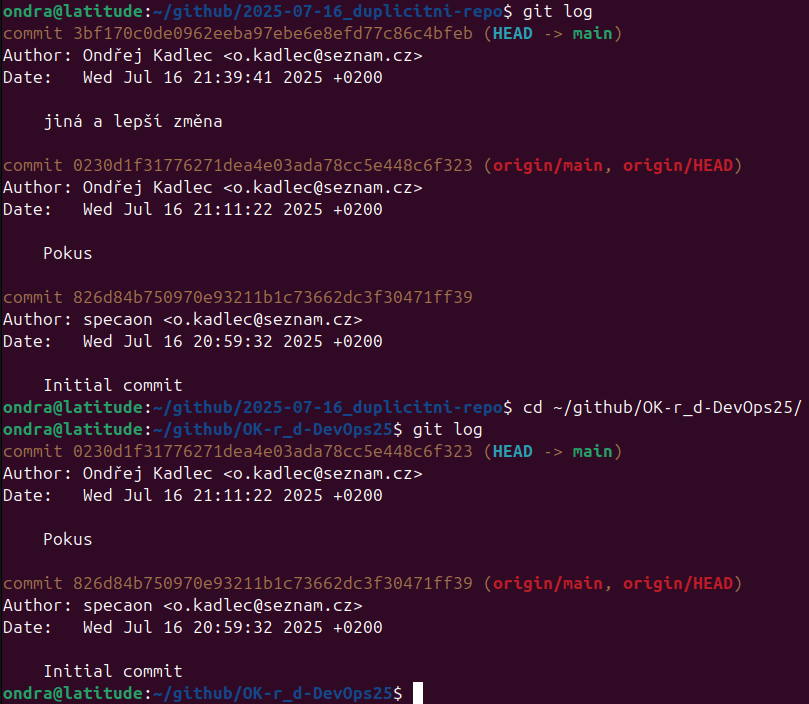 ondra@latitude:~/github/2025-07-16_duplicitni-repo$ git log
commit 3bf170c0de0962eeba97ebe6e8efd77c86c4bfeb (HEAD -> main)
Author: Ondřej Kadlec <o.kadlec@seznam.cz>
Date:   Wed Jul 16 21:39:41 2025 +0200

    jiná a lepší změna

commit 0230d1f31776271dea4e03ada78cc5e448c6f323 (origin/main, origin/HEAD)
Author: Ondřej Kadlec <o.kadlec@seznam.cz>
Date:   Wed Jul 16 21:11:22 2025 +0200

    Pokus

commit 826d84b750970e93211b1c73662dc3f30471ff39
Author: specaon <o.kadlec@seznam.cz>
Date:   Wed Jul 16 20:59:32 2025 +0200

    Initial commit
ondra@latitude:~/github/2025-07-16_duplicitni-repo$ cd ~/github/OK-r_d-DevOps25/
ondra@latitude:~/github/OK-r_d-DevOps25$ git log
commit 0230d1f31776271dea4e03ada78cc5e448c6f323 (HEAD -> main)
Author: Ondřej Kadlec <o.kadlec@seznam.cz>
Date:   Wed Jul 16 21:11:22 2025 +0200

    Pokus

commit 826d84b750970e93211b1c73662dc3f30471ff39 (origin/main, origin/HEAD)
Author: specaon <o.kadlec@seznam.cz>
Date:   Wed Jul 16 20:59:32 2025 +0200

    Initial commit
ondra@latitude:~/github/OK-r_d-DevOps25$